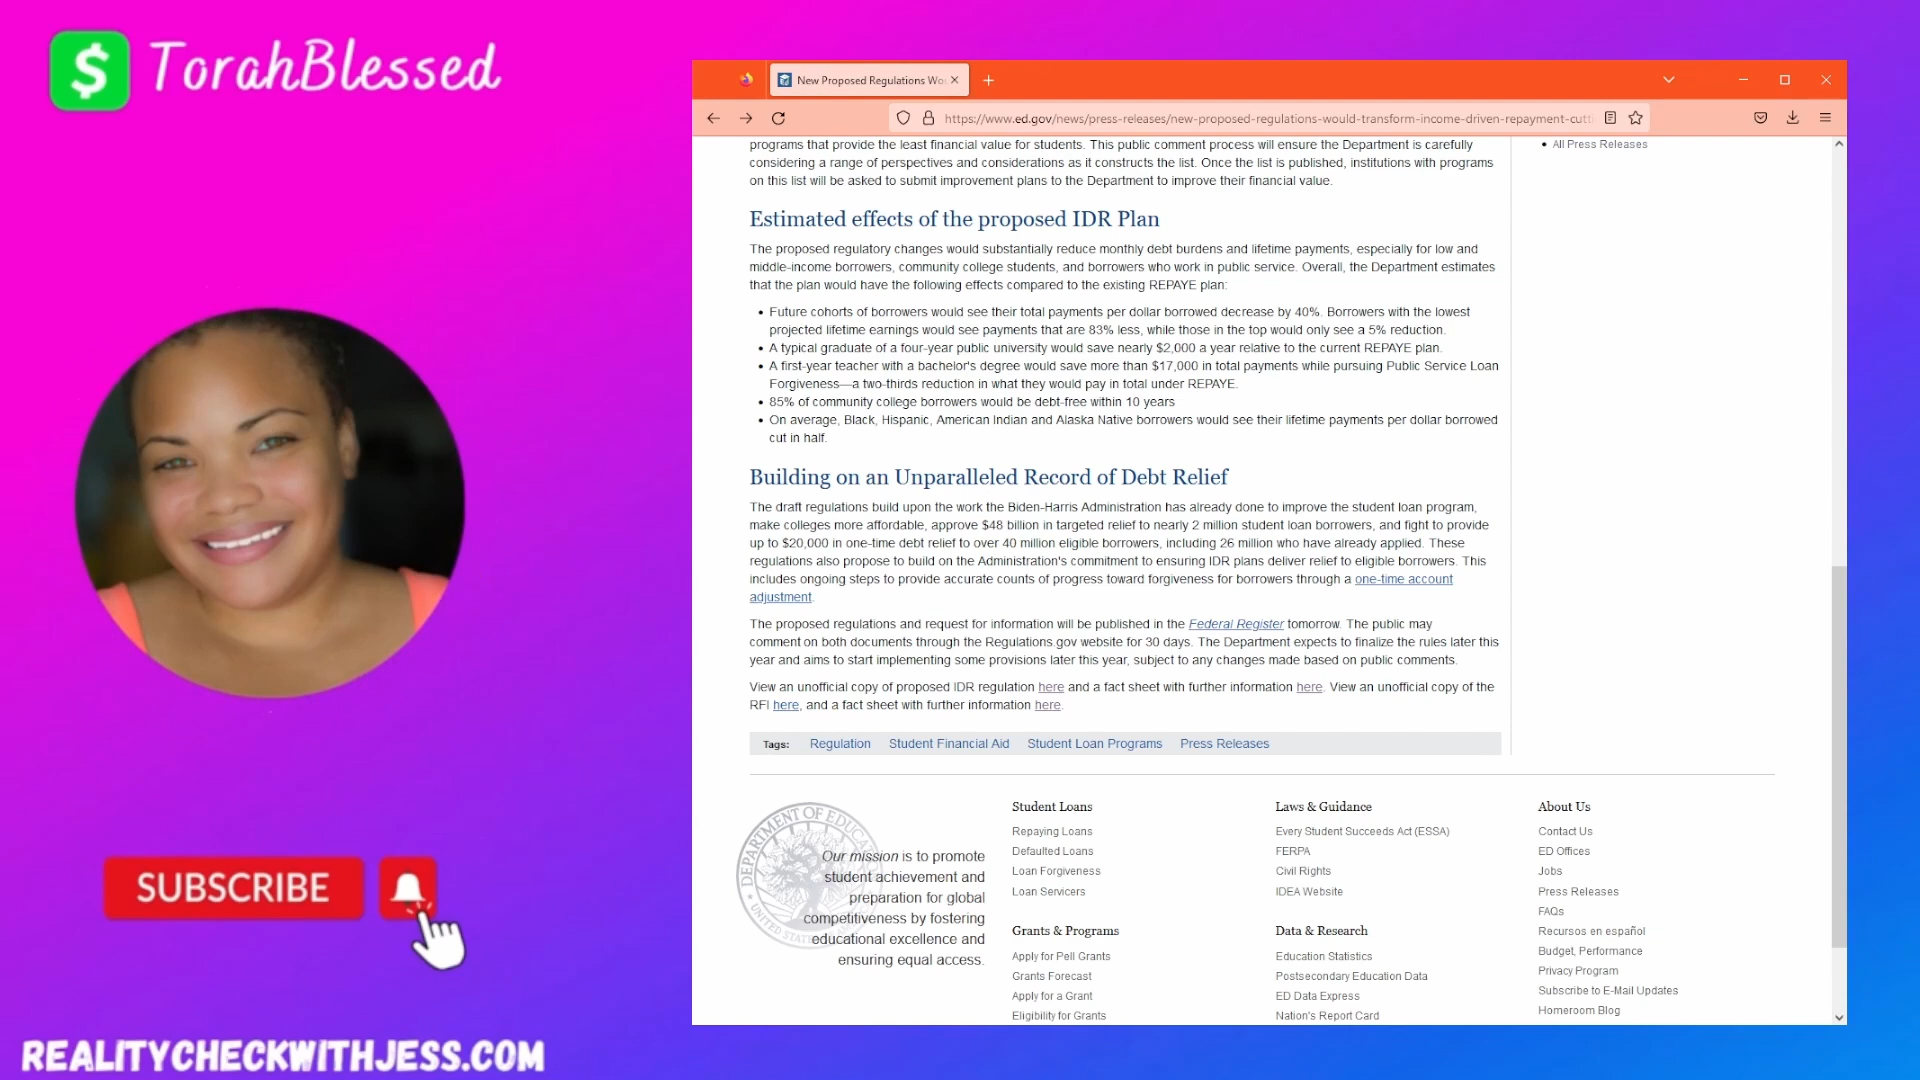 $ TorahBlessed
New Proposed Regulations Wou
https://www.ed.gov/news/press-releases/new-proposed-regulations-would-transform-income-driven-repayment-cutti
programs that provide the least financial value for students. This public comment process will ensure the Department is carefully
considering a range of perspectives and considerations as it constructs the list. Once the list is published, institutions with programs
on this list will be asked to submit improvement plans to the Department to improve their financial value.
• All Press Releases
Estimated effects of the proposed IDR Plan
The proposed regulatory changes would substantially reduce monthly debt burdens and lifetime payments, especially for low and
middle-income borrowers, community college students, and borrowers who work in public service. Overall, the Department estimates
that the plan would have the following effects compared to the existing REPAYE plan:
• Future cohorts of borrowers would see their total payments per dollar borrowed decrease by 40%. Borrowers with the lowest
projected lifetime earnings would see payments that are 83% less, while those in the top would only see a 5% reduction.
• A typical graduate of a four-year public university would save nearly $2,000 a year relative to the current REPAYE plan.
• A first-year teacher with a bachelor's degree would save more than $17,000 in total payments while pursuing Public Service Loan
Forgiveness—a two-thirds reduction in what they would pay in total under REPAYE.
• 85% of community college borrowers would be debt-free within 10 years
• On average, Black, Hispanic, American Indian and Alaska Native borrowers would see their lifetime payments per dollar borrowed
cut in half.
Building on an Unparalleled Record of Debt Relief
The draft regulations build upon the work the Biden-Harris Administration has already done to improve the student loan program,
make colleges more affordable, approve $48 billion in targeted relief to nearly 2 million student loan borrowers, and fight to provide
up to $20,000 in one-time debt relief to over 40 million eligible borrowers, including 26 million who have already applied. These
regulations also propose to build on the Administration's commitment to ensuring IDR plans deliver relief to eligible borrowers. This
includes ongoing steps to provide accurate counts of progress toward forgiveness for borrowers through a one-time account
adjustment.
The proposed regulations and request for information will be published in the Federal Register tomorrow. The public may
comment on both documents through the Regulations.gov website for 30 days. The Department expects to finalize the rules later this
year and aims to start implementing some provisions later this year, subject to any changes made based on public comments.
View an unofficial copy of proposed IDR regulation here and a fact sheet with further information here. View an unofficial copy of the
RFI here, and a fact sheet with further information here.
Tags: Regulation Student Financial Aid Student Loan Programs Press Releases
DEPARTMENT OF EDUCA
UNITED STA
Our mission is to promote
student achievement and
preparation for global
competitiveness by fostering
educational excellence and
ensuring equal access.
Student Loans
Repaying Loans
Defaulted Loans
Loan Forgiveness
Loan Servicers
Grants & Programs
Apply for Pell Grants
Grants Forecast
Apply for a Grant
Eligibility for Grants
Laws & Guidance
Every Student Succeeds Act (ESSA)
FERPA
Civil Rights
IDEA Website
Data & Research
Education Statistics
Postsecondary Education Data
ED Data Express
Nation's Report Card
About Us
Contact Us
ED Offices
Jobs
Press Releases
FAQs
Recursos en español
Budget, Performance
Privacy Program
Subscribe to E-Mail Updates
Homeroom Blog
SUBSCRIBE
REALITYCHECKWITHJESS.COM